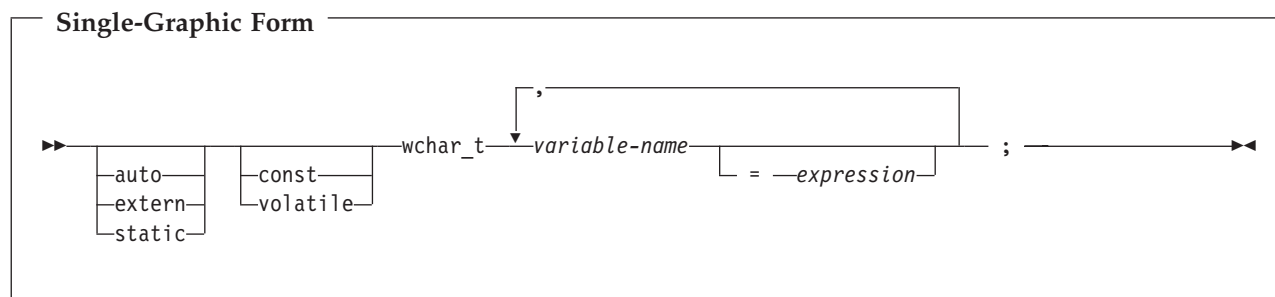 Single-Graphic Form
,
wchar_t variable-name ;
auto const = expression
extern volatile
static